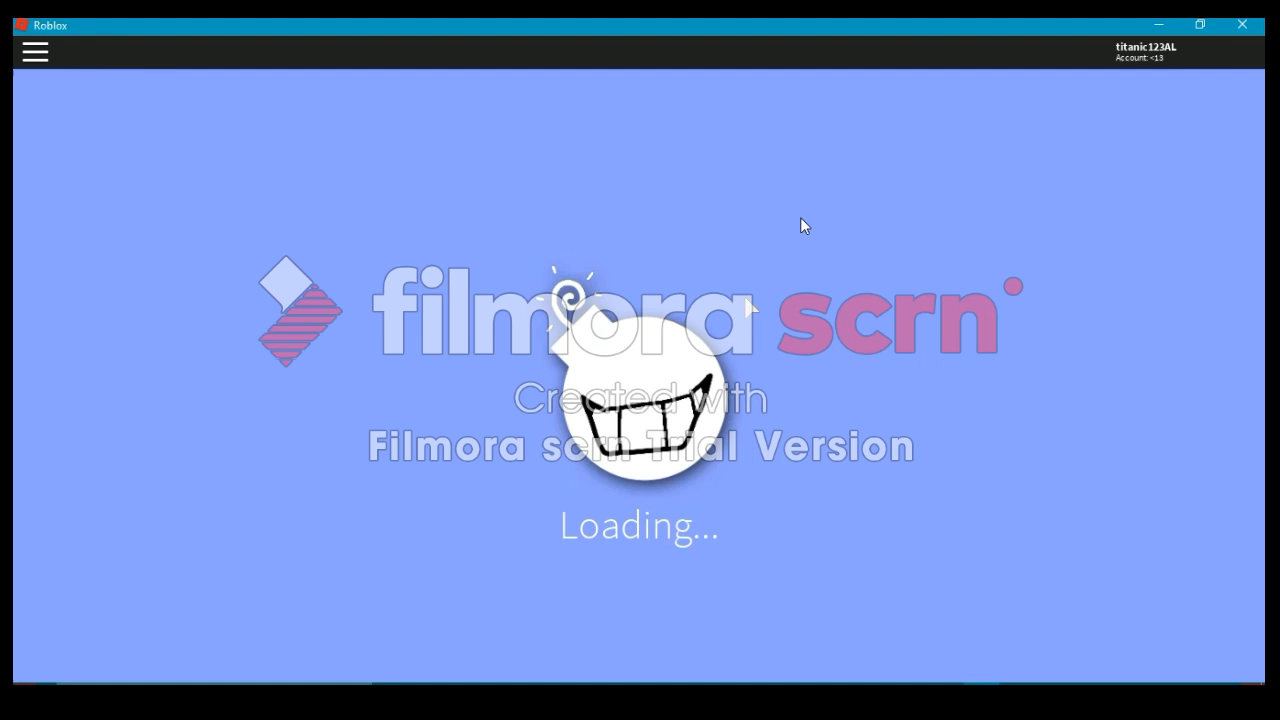 Roblox
titanic123AL
Account: <13
filmora scrn
Created with
Filmora scrn Trial Version
Loading...